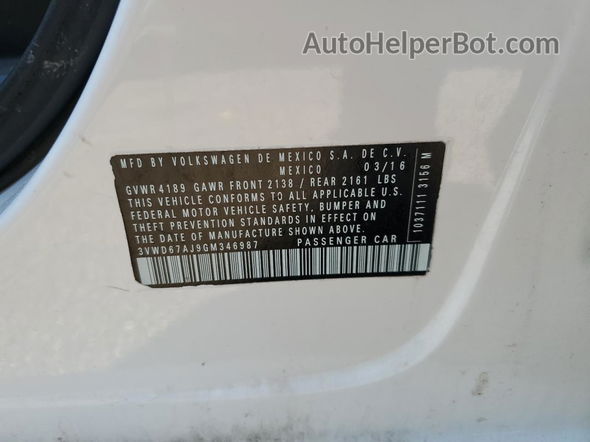 AutoHelperBot.com
MFD BY VOLKSWAGEN DE MEXICO S.A. DE C.V.
MEXICO 03/16
GVWR 4189 GAWR FRONT 2138 / REAR 2161 LBS
THIS VEHICLE CONFORMS TO ALL APPLICABLE U.S.
FEDERAL MOTOR VEHICLE SAFETY, BUMPER AND
THEFT PREVENTION STANDARDS IN EFFECT ON
THE DATE OF MANUFACTURE SHOWN ABOVE.
3VWD67AJ9GM346987 PASSENGER CAR
1037111 3156 M